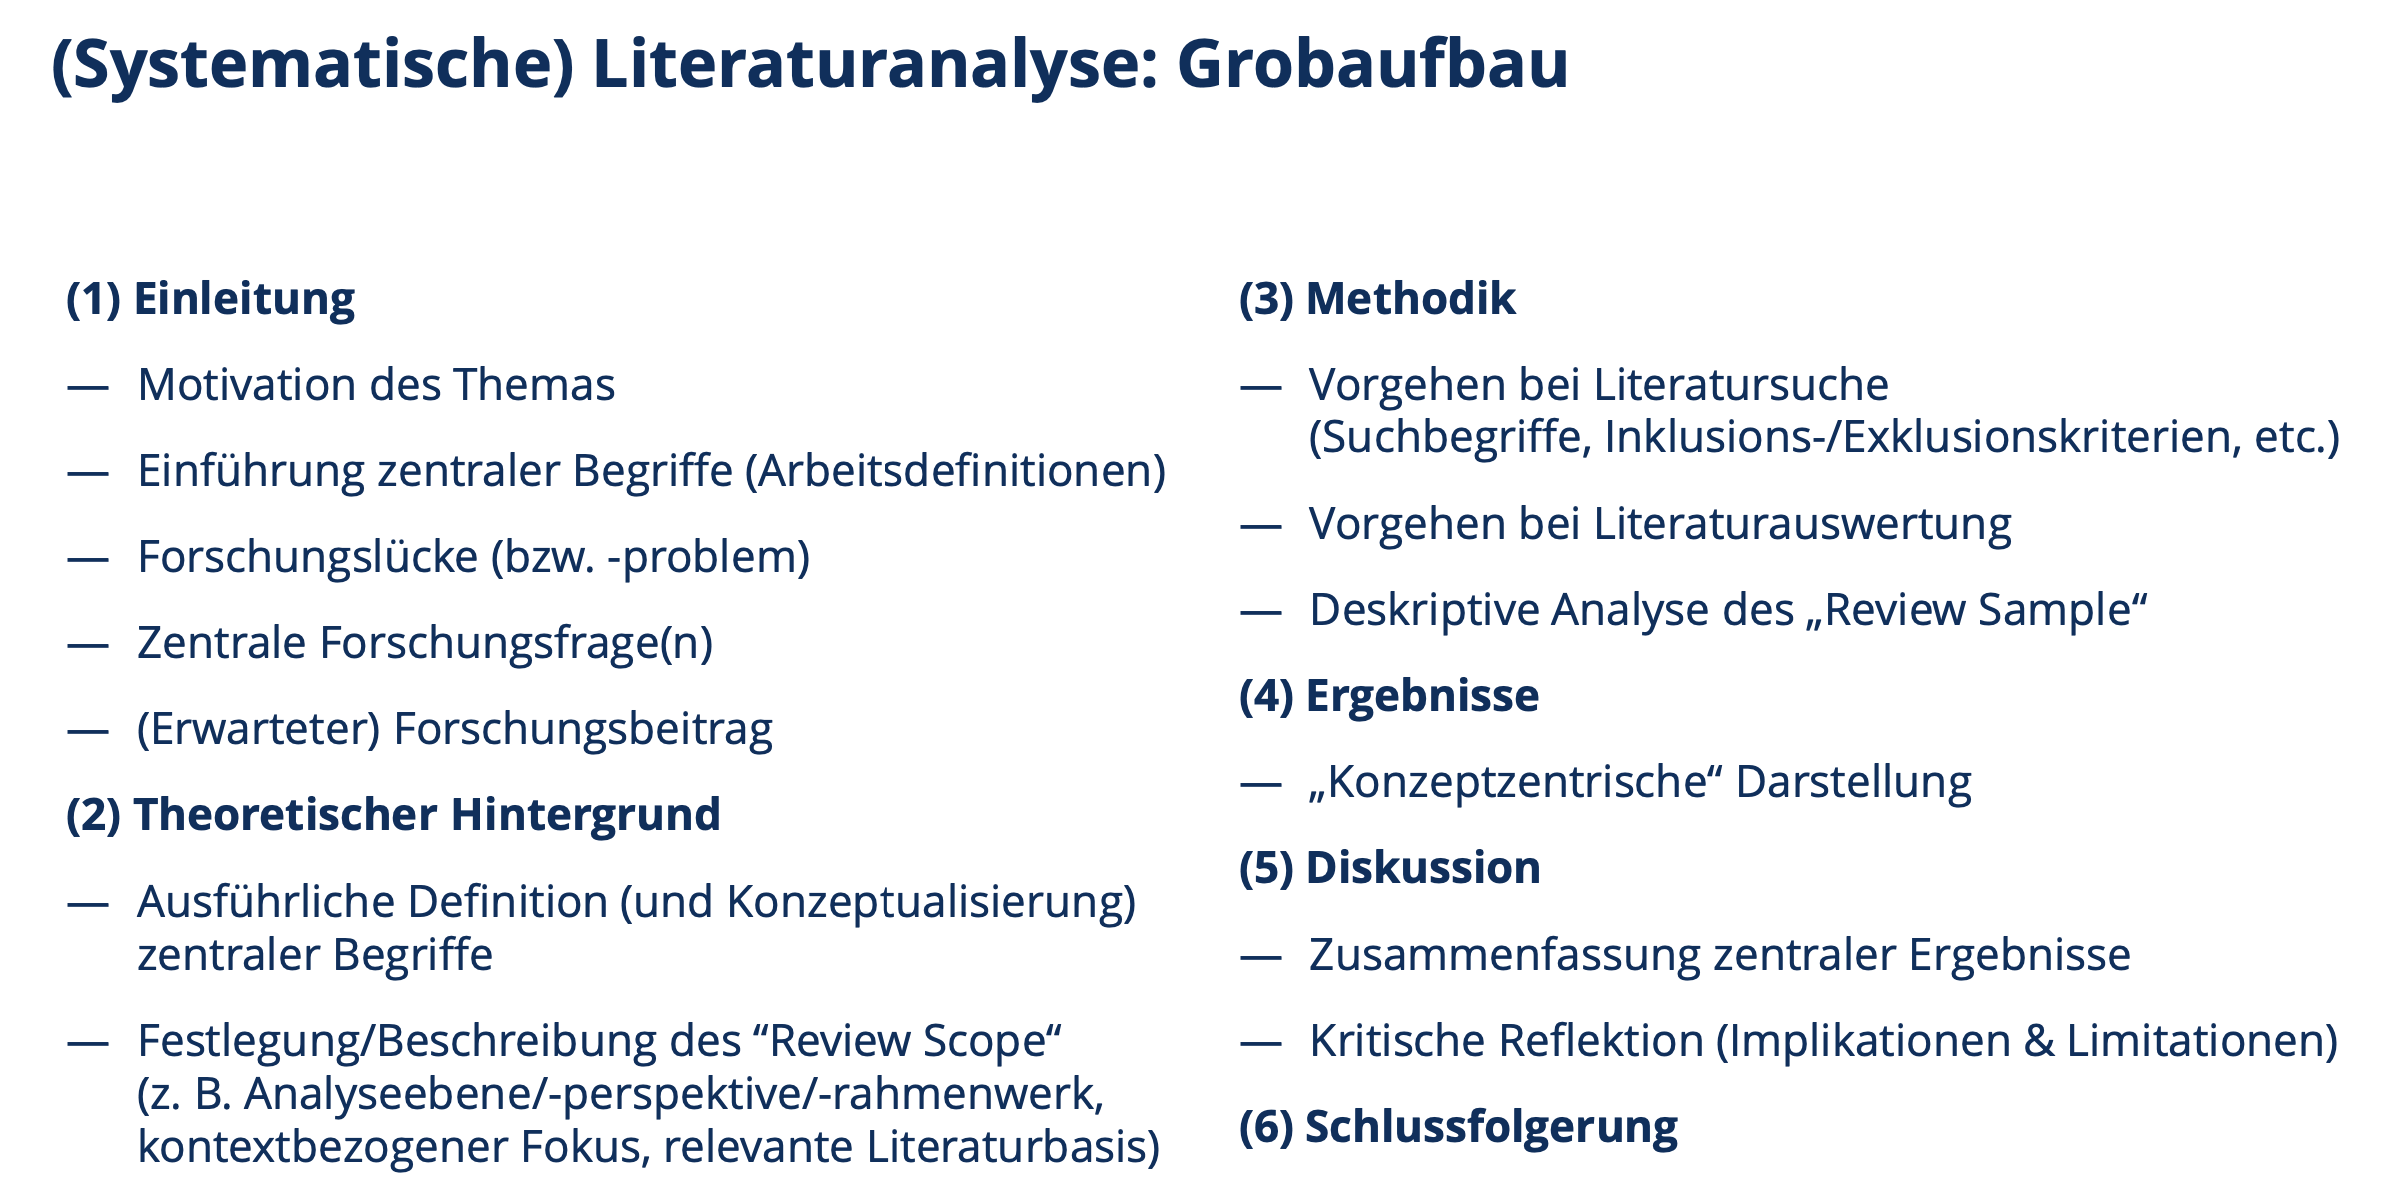 (Systematische) Literaturanalyse: Grobaufbau
(1) Einleitung
— Motivation des Themas
— Einführung zentraler Begriffe (Arbeitsdefinitionen)
— Forschungslücke (bzw. -problem)
— Zentrale Forschungsfrage(n)
— (Erwarteter) Forschungsbeitrag
(2) Theoretischer Hintergrund
— Ausführliche Definition (und Konzeptualisierung)
zentraler Begriffe
— Festlegung/Beschreibung des “Review Scope“
(z. B. Analyseebene/-perspektive/-rahmenwerk,
kontextbezogener Fokus, relevante Literaturbasis)
(3) Methodik
— Vorgehen bei Literatursuche
(Suchbegriffe, Inklusions-/Exklusionskriterien, etc.)
— Vorgehen bei Literaturauswertung
— Deskriptive Analyse des „Review Sample“
(4) Ergebnisse
— „Konzeptzentrische“ Darstellung
(5) Diskussion
— Zusammenfassung zentraler Ergebnisse
— Kritische Reflektion (Implikationen & Limitationen)
(6) Schlussfolgerung